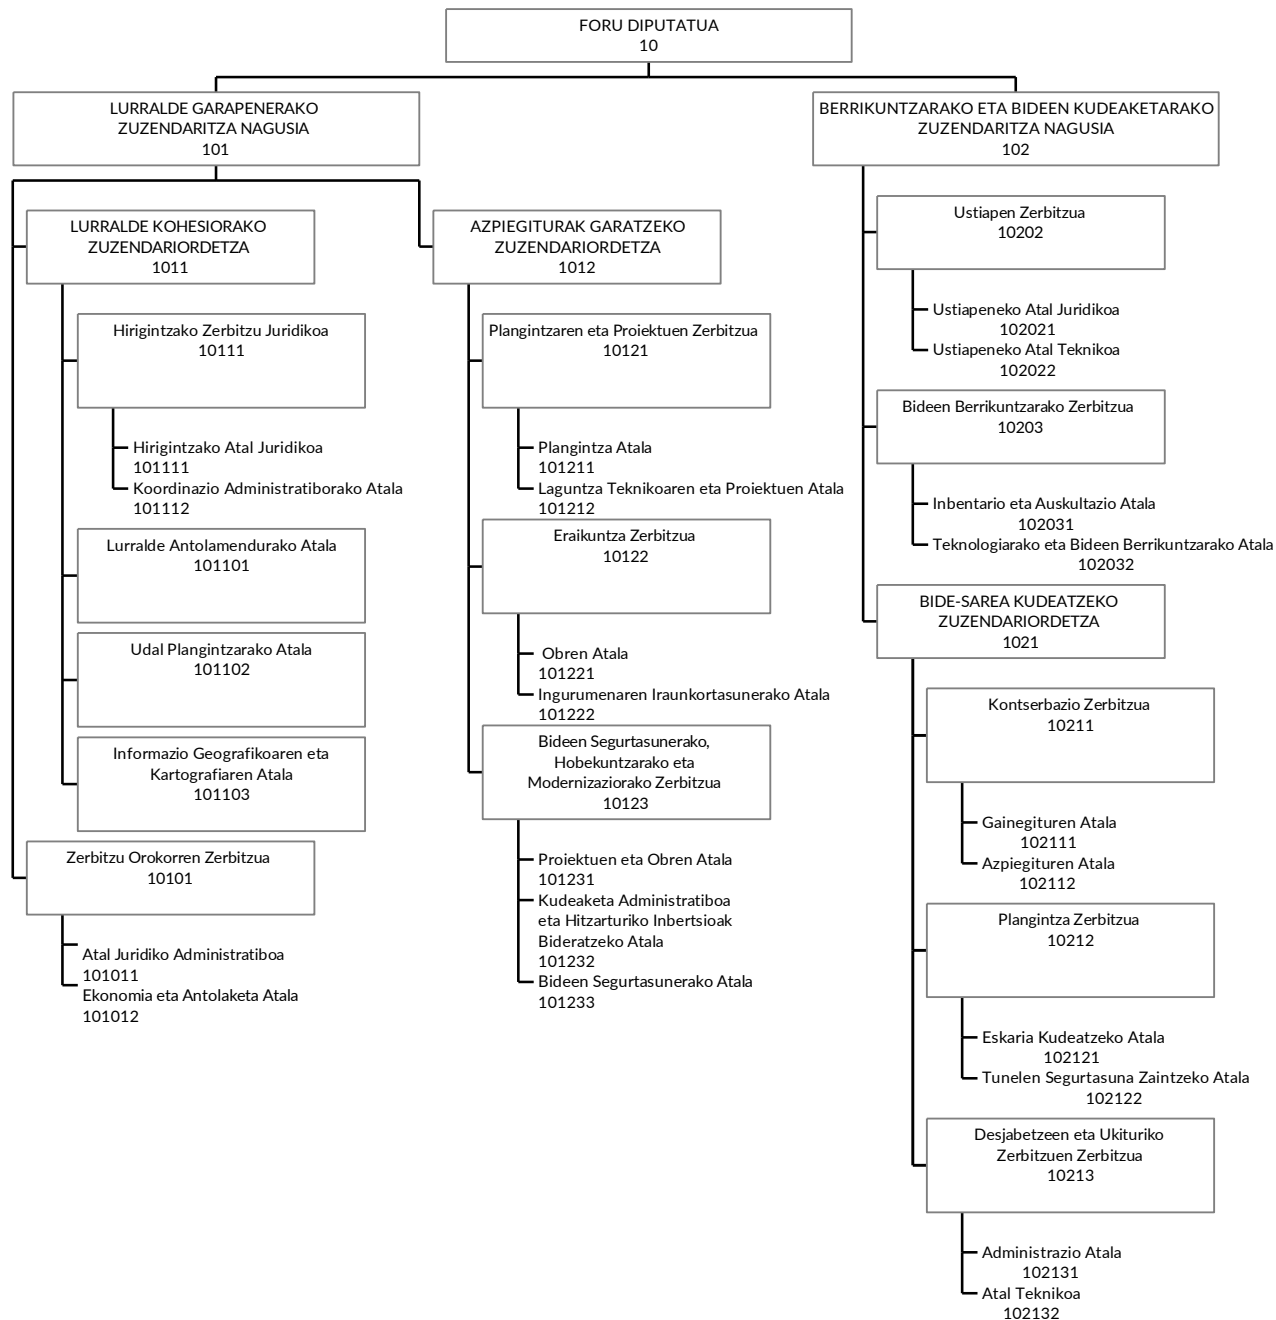 FORU DIPUTATUA
10
LURRALDE GARAPENERAKO
ZUZENDARITZA NAGUSIA
101
LURRALDE KOHESIORAKO
ZUZENDARIORDETZA
1011
Hirigintzako Zerbitzu Juridikoa
10111
Hirigintzako Atal Juridikoa
101111
Koordinazio Administratiborako Atala
101112
Lurralde Antolamendurako Atala
101101
Udal Plangintzarako Atala
101102
Informazio Geografikoaren eta
Kartografiaren Atala
101103
Zerbitzu Orokorren Zerbitzua
10101
Atal Juridiko Administratiboa
101011
Ekonomia eta Antolaketa Atala
101012
AZPIEGITURAK GARATZEKO
ZUZENDARIORDETZA
1012
Plangintzaren eta Proiektuen Zerbitzua
10121
Plangintza Atala
101211
Laguntza Teknikoaren eta Proiektuen Atala
101212
Eraikuntza Zerbitzua
10122
Obren Atala
101221
Ingurumenaren Iraunkortasunerako Atala
101222
Bideen Segurtasunerako,
Hobekuntzarako eta
Modernizaziorako Zerbitzua
10123
Proiektuen eta Obren Atala
101231
Kudeaketa Administratiboa
eta Hitzarturiko Inbertsioak
Bideratzeko Atala
101232
Bideen Segurtasunerako Atala
101233
BERRIKUNTZARAKO ETA BIDEEN KUDEAKETARAKO
ZUZENDARITZA NAGUSIA
102
Ustiapen Zerbitzua
10202
Ustiapeneko Atal Juridikoa
102021
Ustiapeneko Atal Teknikoa
102022
Bideen Berrikuntzarako Zerbitzua
10203
Inbentario eta Auskultazio Atala
102031
Teknologiarako eta Bideen Berrikuntzarako Atala
102032
BIDE-SAREA KUDEATZEKO
ZUZENDARIORDETZA
1021
Kontserbazio Zerbitzua
10211
Gainegituren Atala
102111
Azpiegituren Atala
102112
Plangintza Zerbitzua
10212
Eskaria Kudeatzeko Atala
102121
Tunelen Segurtasuna Zaintzeko Atala
102122
Desjabetzeen eta Ukituriko
Zerbitzuen Zerbitzua
10213
Administrazio Atala
102131
Atal Teknikoa
102132